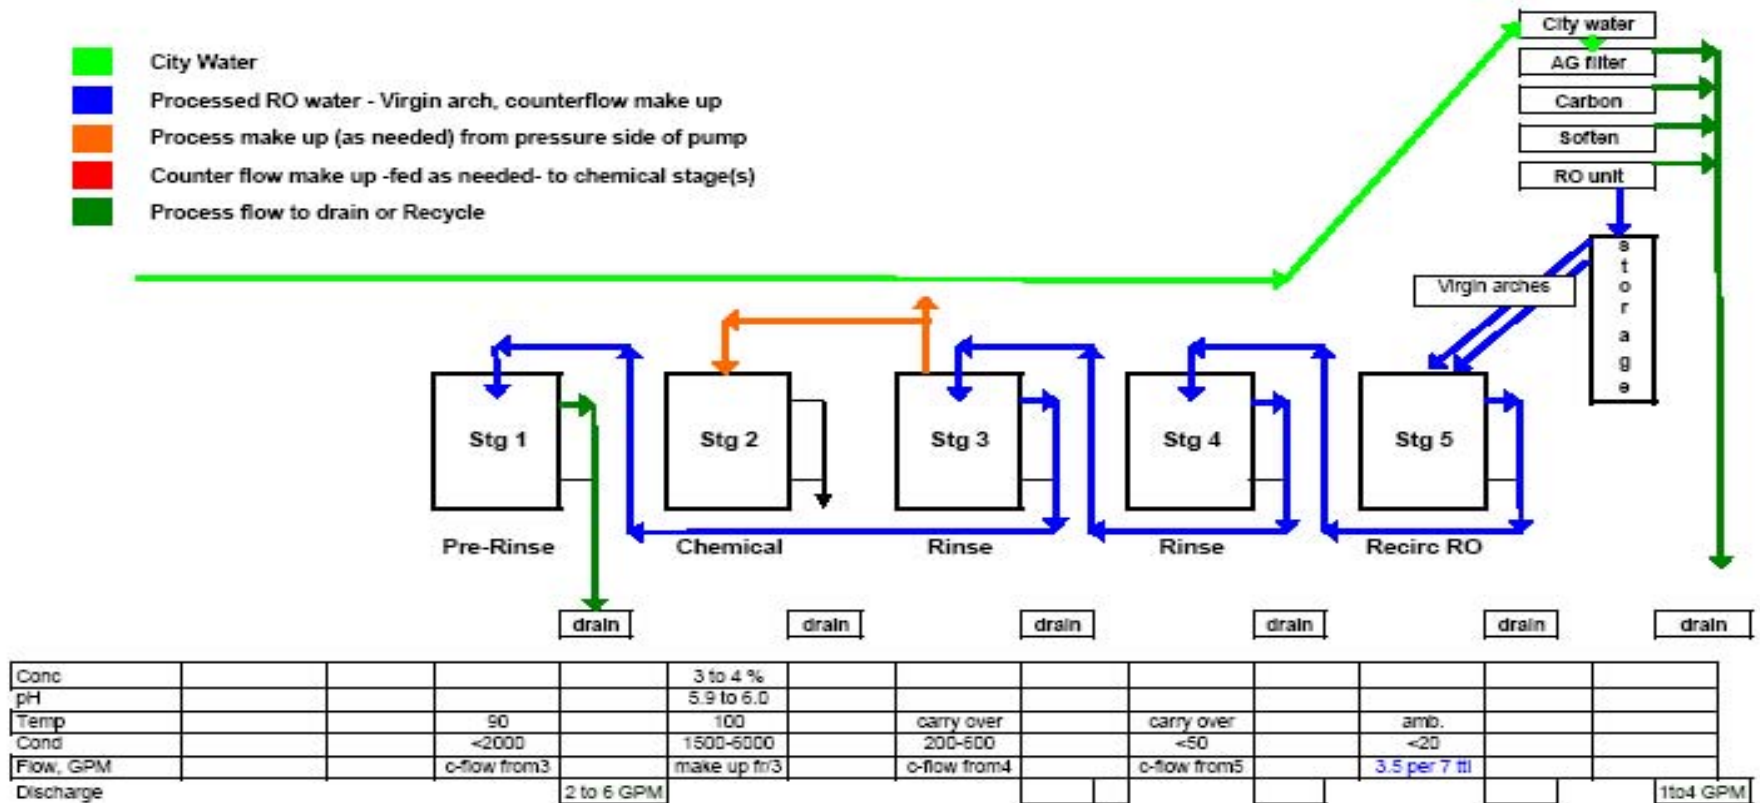 City water
City Water
AG filter
Processed RO water - Virgin arch, counterflow make up
Carbon
Process make up (as needed) from pressure side of pump
Soften
Counter flow make up -fed as needed- to chemical stage(s)
RO unit
Process flow to drain or Recycle
storage
Virgin arches
Stg 1 Stg 2 Stg 3 Stg 4 Stg 5
Pre-Rinse Chemical Rinse Rinse Recirc RO
drain drain drain drain drain drain
Conc 3 to 4 %
pH 5.9 to 6.0
Temp 90 100 carry over carry over amb.
Cond <2000 1500-6000 200-600 <50 <20
Flow, GPM c-flow from3 make up fr/3 c-flow from4 c-flow from5 3.5 per 7 ttl
Discharge 2 to 6 GPM 1to4 GPM